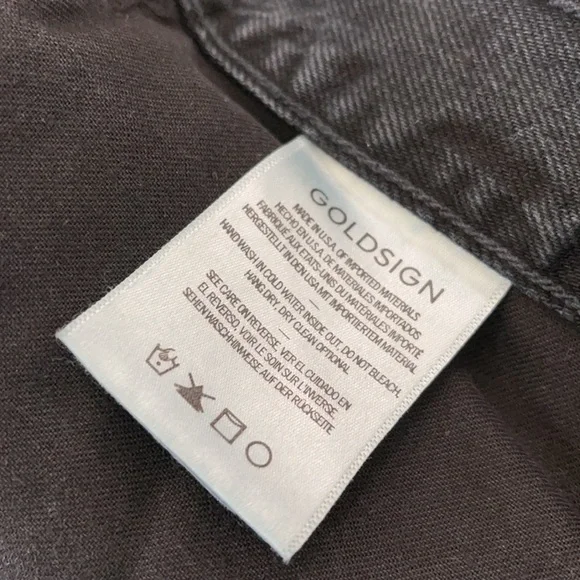 GOLDSIGN
MADE IN U.S.A. OF IMPORTED MATERIALS
HECHO EN U.S.A. DE MATERIALES IMPORTADOS
FABRIQUÉ AUX ETATS-UNIS DU MATERIALES IMPORTÉ
HERGESTELLT IN DEN USA MIT IMPORTIERTEM MATERIAL
—
HAND WASH IN COLD WATER INSIDE OUT, DO NOT BLEACH,
HANG DRY, DRY CLEAN OPTIONAL
—
SEE CARE ON REVERSE. VER EL CUIDADO EN
EL REVERSO, VOIR LE SOIN SUR L'INVERSE.
SEHEN WASCHHINWEISE AUF DER RÜCKSEITE